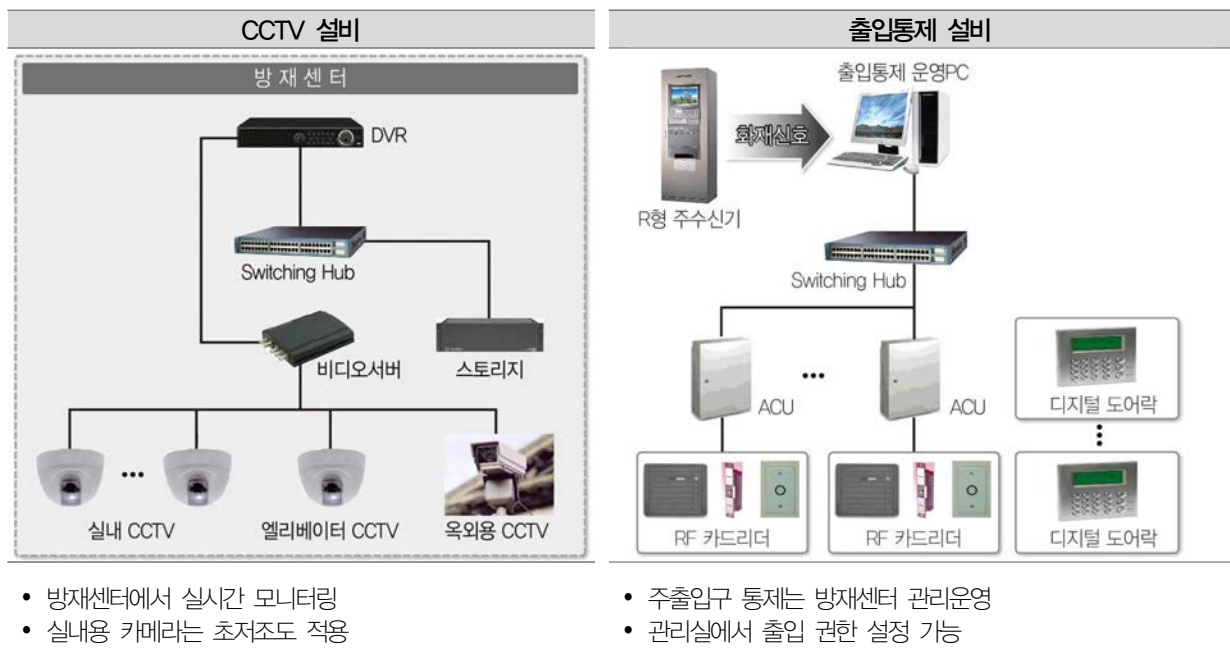 CCTV 설비
방재센터
DVR
Switching Hub
비디오서버
스토리지
실내 CCTV
엘리베이터 CCTV
옥외용 CCTV
• 방재센터에서 실시간 모니터링
• 실내용 카메라는 초저조도 적용
출입통제 설비
출입통제 운영PC
화재신호
R형 주수신기
Switching Hub
ACU
ACU
디지털 도어락
RF 카드리더
RF 카드리더
디지털 도어락
• 주출입구 통제는 방재센터 관리운영
• 관리실에서 출입 권한 설정 가능